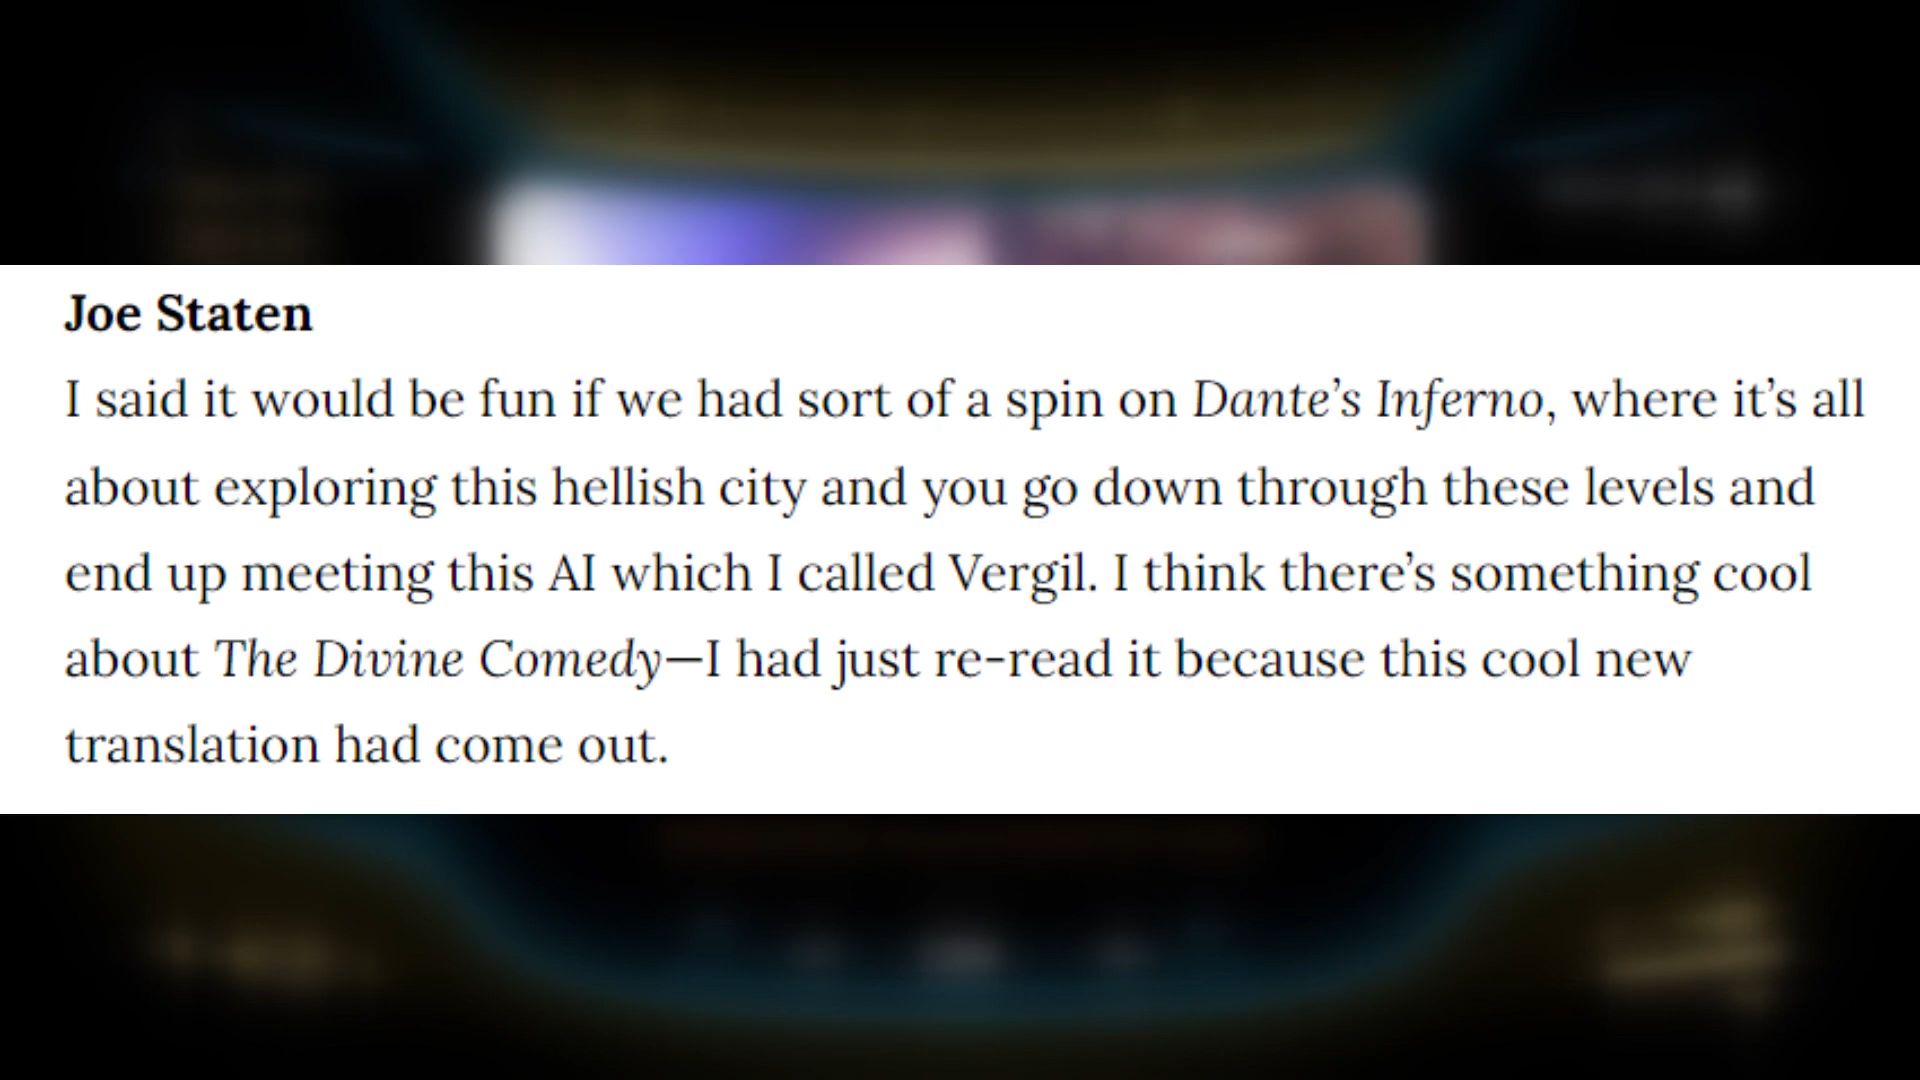 Joe Staten
I said it would be fun if we had sort of a spin on Dante’s Inferno, where it’s all
about exploring this hellish city and you go down through these levels and
end up meeting this AI which I called Vergil. I think there’s something cool
about The Divine Comedy—I had just re-read it because this cool new
translation had come out.